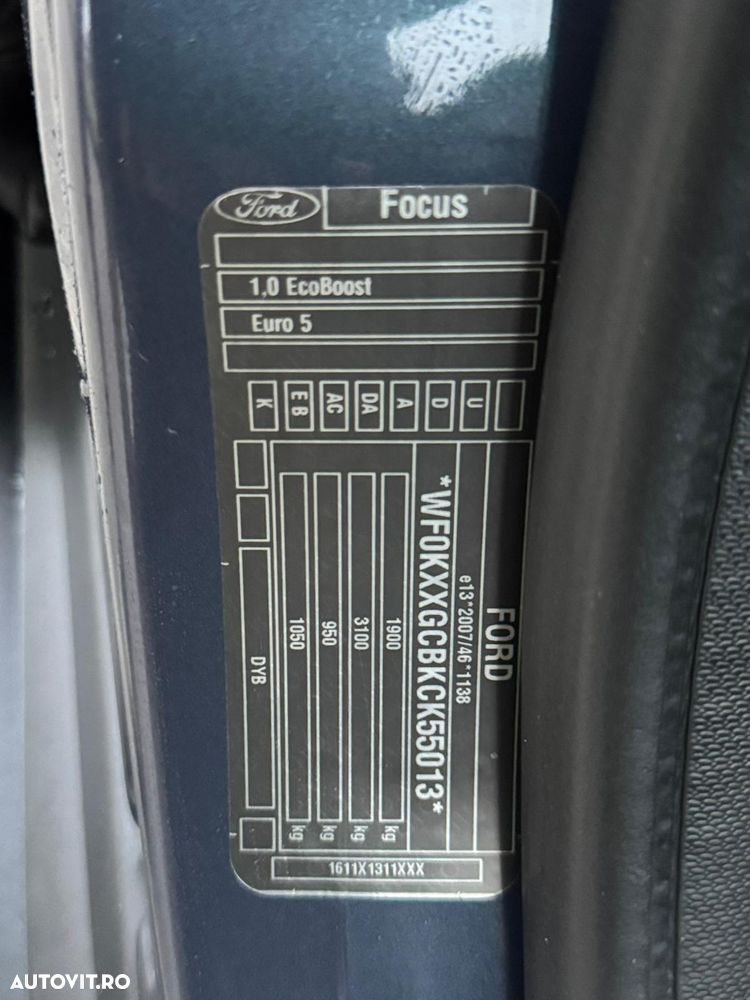 Ford
Focus
1,0 EcoBoost
Euro 5
K
E B
AC
DA
A
D
U
FORD
e13*2007/46*1138
*WF0KXXGCBKCK55013*
1900 kg
3100 kg
950 kg
1050 kg
DYB
1611X1311XXX
AUTOVIT.RO